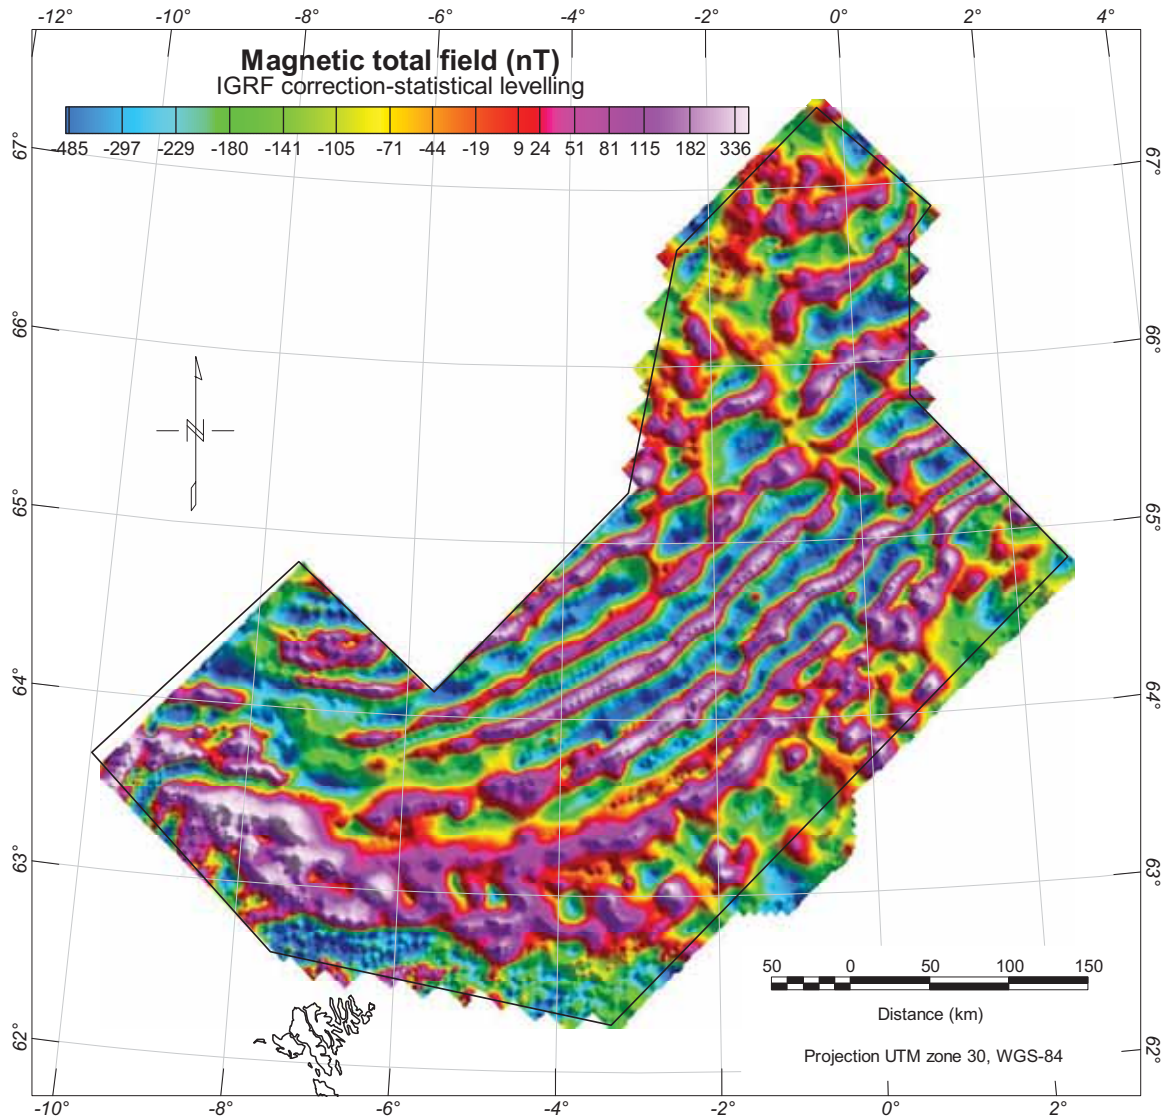 -12° -10° -8° -6° -4° -2° 0° 2° 4°
Magnetic total field (nT)
IGRF correction-statistical levelling
-485 -297 -229 -180 -141 -105 -71 -44 -19 9 24 51 81 115 182 336
67° 67°
66° 66°
N
65° 65°
64° 64°
63° 63°
50 0 50 100 150
Distance (km)
62° 62°
Projection UTM zone 30, WGS-84
-10° -8° -6° -4° -2° 0° 2°